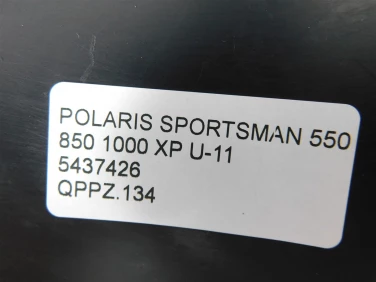 POLARIS SPORTSMAN 550
850 1000 XP U-11
5437426
QPPZ.134